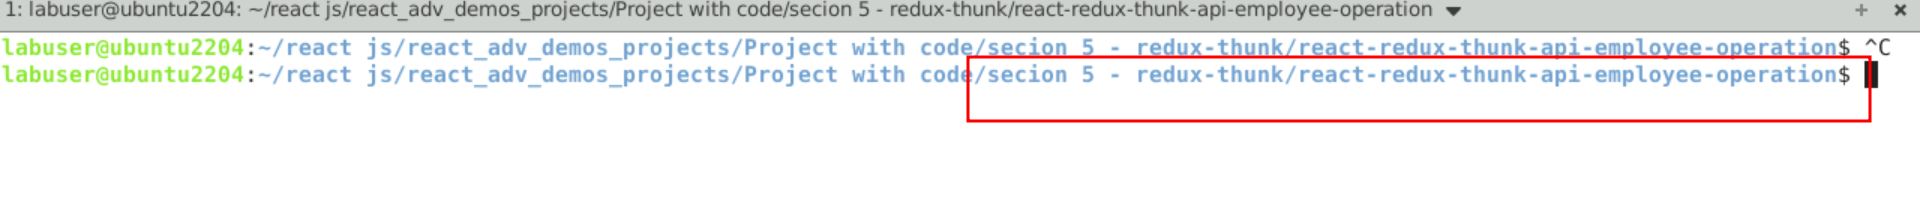 1: labuser@ubuntu2204: ~/react js/react_adv_demos_projects/Project with code/secion 5 - redux-thunk/react-redux-thunk-api-employee-operation
labuser@ubuntu2204:~/react js/react_adv_demos_projects/Project with code/secion 5 - redux-thunk/react-redux-thunk-api-employee-operation$ ^C
labuser@ubuntu2204:~/react js/react_adv_demos_projects/Project with code/secion 5 - redux-thunk/react-redux-thunk-api-employee-operation$